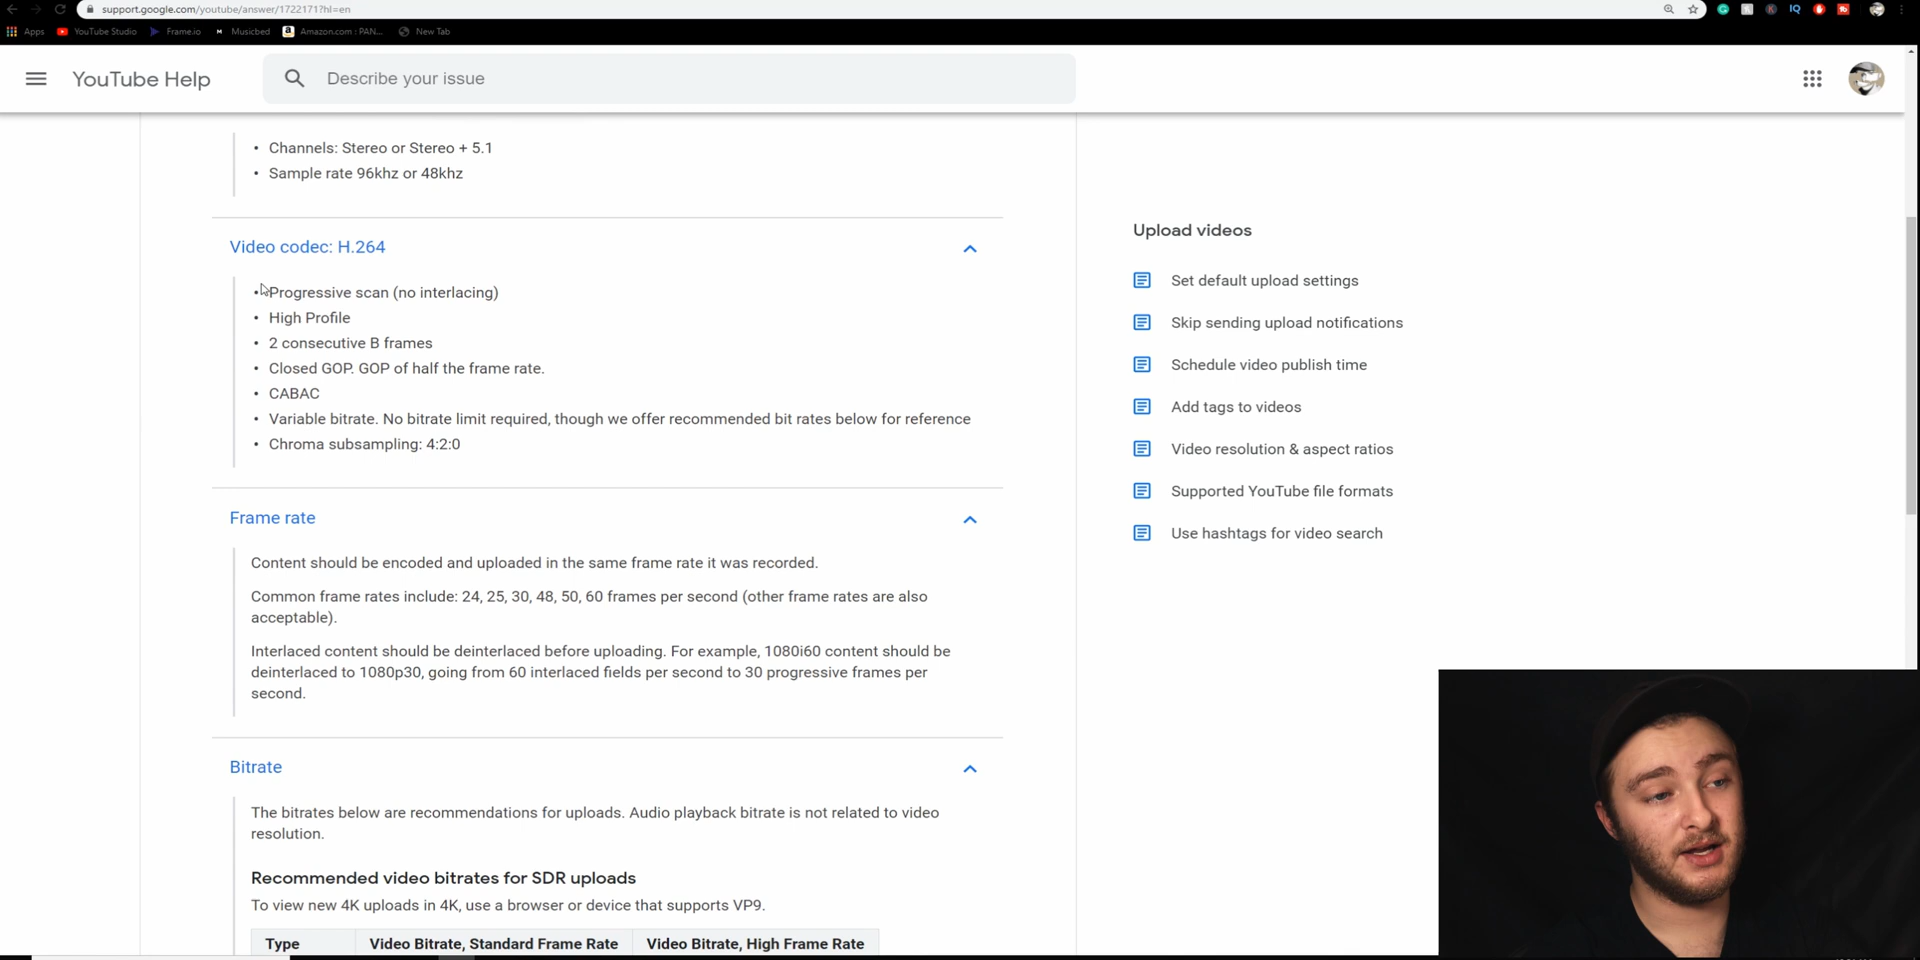 support.google.com/youtube/answer/1722171?hl=en
Apps YouTube Studio Frame.io Musicbed Amazon.com : PAN... New Tab
YouTube Help
Describe your issue
• Channels: Stereo or Stereo + 5.1
• Sample rate 96khz or 48khz
Video codec: H.264
• Progressive scan (no interlacing)
• High Profile
• 2 consecutive B frames
• Closed GOP. GOP of half the frame rate.
• CABAC
• Variable bitrate. No bitrate limit required, though we offer recommended bit rates below for reference
• Chroma subsampling: 4:2:0
Frame rate
Content should be encoded and uploaded in the same frame rate it was recorded.
Common frame rates include: 24, 25, 30, 48, 50, 60 frames per second (other frame rates are also
acceptable).
Interlaced content should be deinterlaced before uploading. For example, 1080i60 content should be
deinterlaced to 1080p30, going from 60 interlaced fields per second to 30 progressive frames per
second.
Bitrate
The bitrates below are recommendations for uploads. Audio playback bitrate is not related to video
resolution.
Recommended video bitrates for SDR uploads
To view new 4K uploads in 4K, use a browser or device that supports VP9.
Type Video Bitrate, Standard Frame Rate Video Bitrate, High Frame Rate
Upload videos
Set default upload settings
Skip sending upload notifications
Schedule video publish time
Add tags to videos
Video resolution & aspect ratios
Supported YouTube file formats
Use hashtags for video search